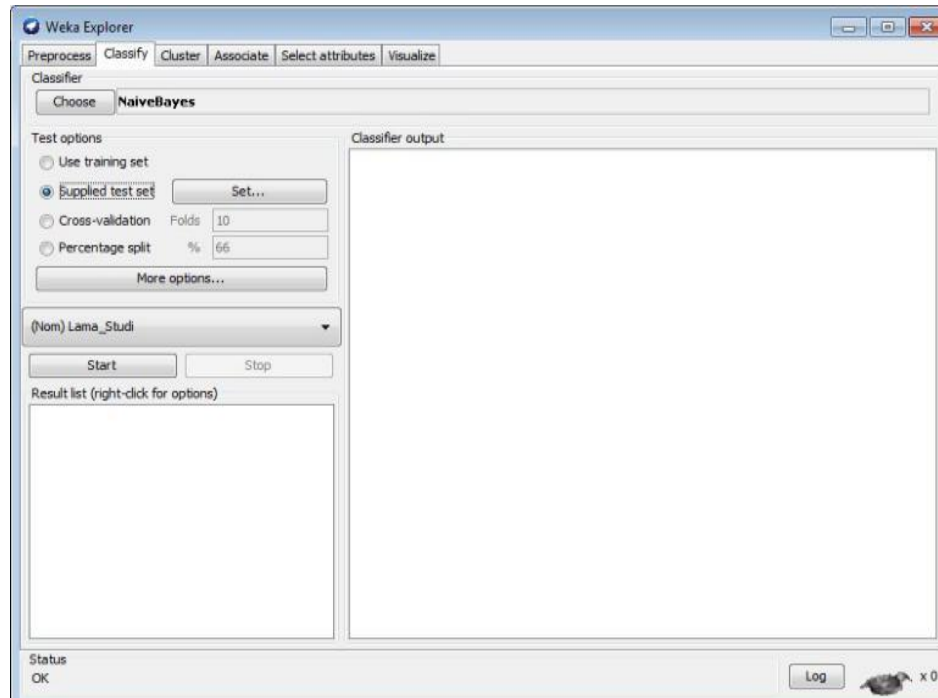 Weka Explorer
Preprocess Classify Cluster Associate Select attributes Visualize
Classifier
Choose NaiveBayes
Test options
Use training set
Supplied test set Set...
Cross-validation Folds 10
Percentage split % 66
More options...
(Nom) Lama_Studi
Start Stop
Result list (right-click for options)
Classifier output
Status
OK
Log x 0